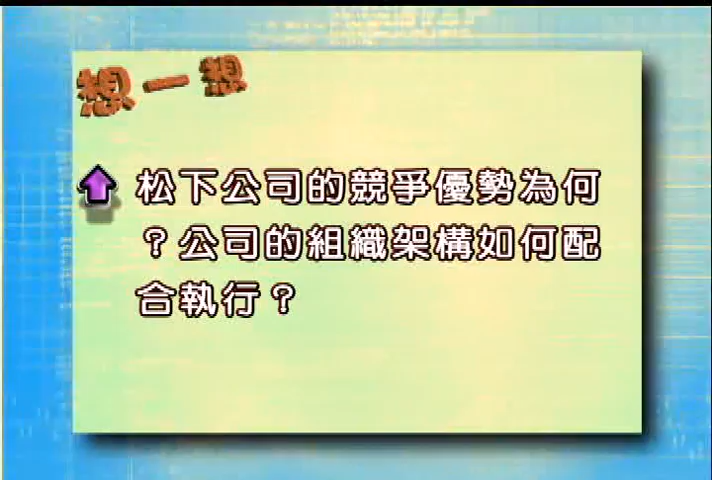 想一想
松下公司的競爭優勢為何
？公司的組織架構如何配
合執行？